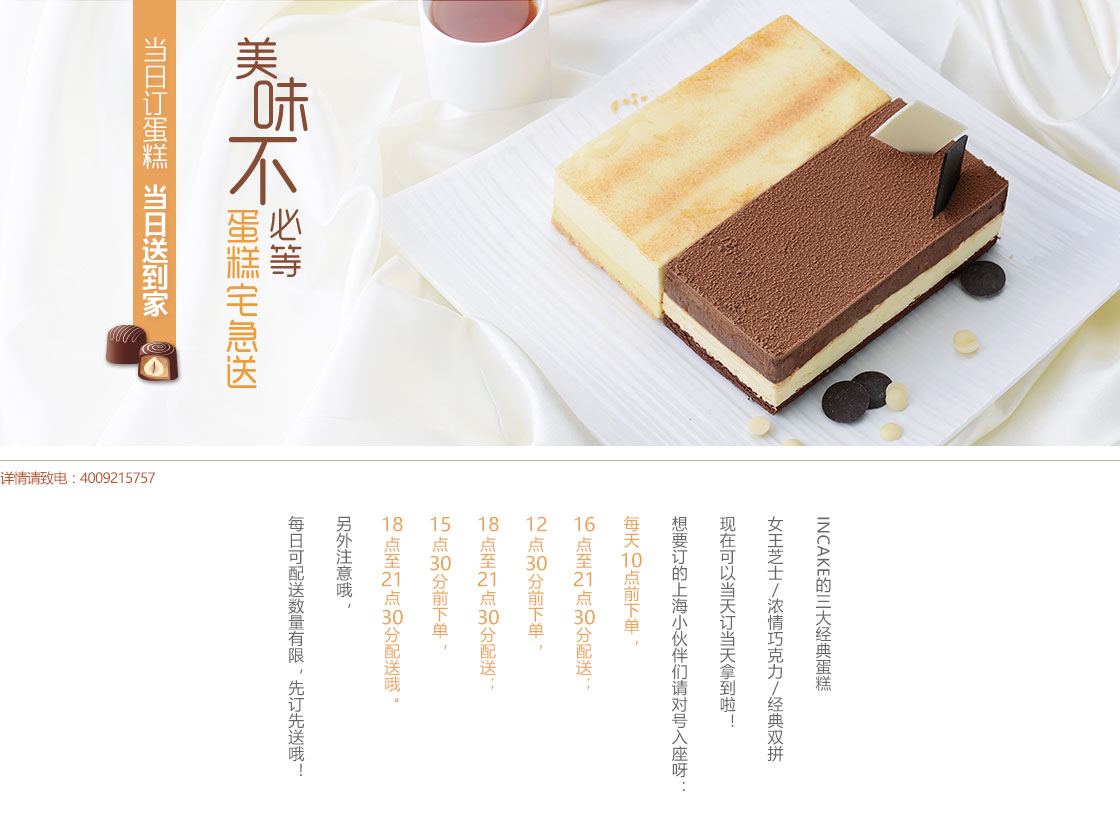 当日订蛋糕 当日送到家
美味不必等
蛋糕宅急送
详情请致电：4009215757
INCAKE的三大经典蛋糕
女王芝士/浓情巧克力/经典双拼
现在可以当天订当天拿到啦！
想要订的上海小伙伴们请对号入座呀：
每天10点前下单，
16点至21点30分配送；
12点30分前下单，
18点至21点30分配送；
15点30分前下单，
18点至21点30分配送哦。
另外注意哦，
每日可配送数量有限，先订先送哦！